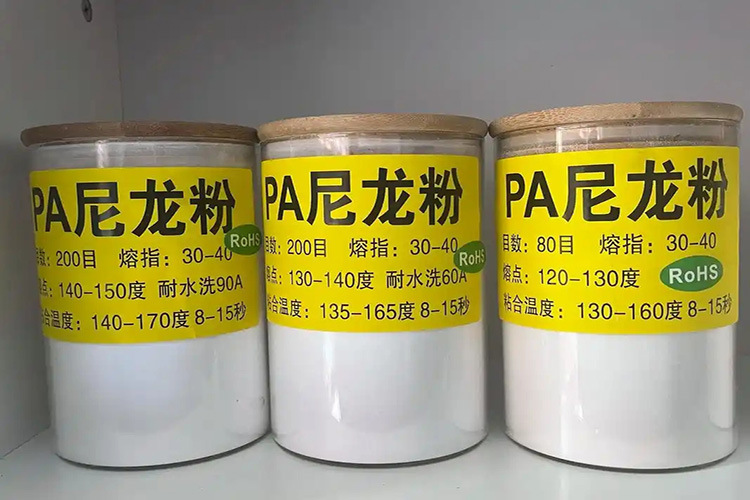 PA尼龙粉
目数：200目 熔指：30-40
RoHS
熔点：140-150度 耐水洗90A
粘合温度：140-170度 8-15秒
PA尼龙粉
目数：200目 熔指：30-40
RoHS
熔点：130-140度 耐水洗60A
粘合温度：135-165度 8-15秒
PA尼龙粉
目数：80目 熔指：30-40
熔点：120-130度
RoHS
粘合温度：130-160度 8-15秒